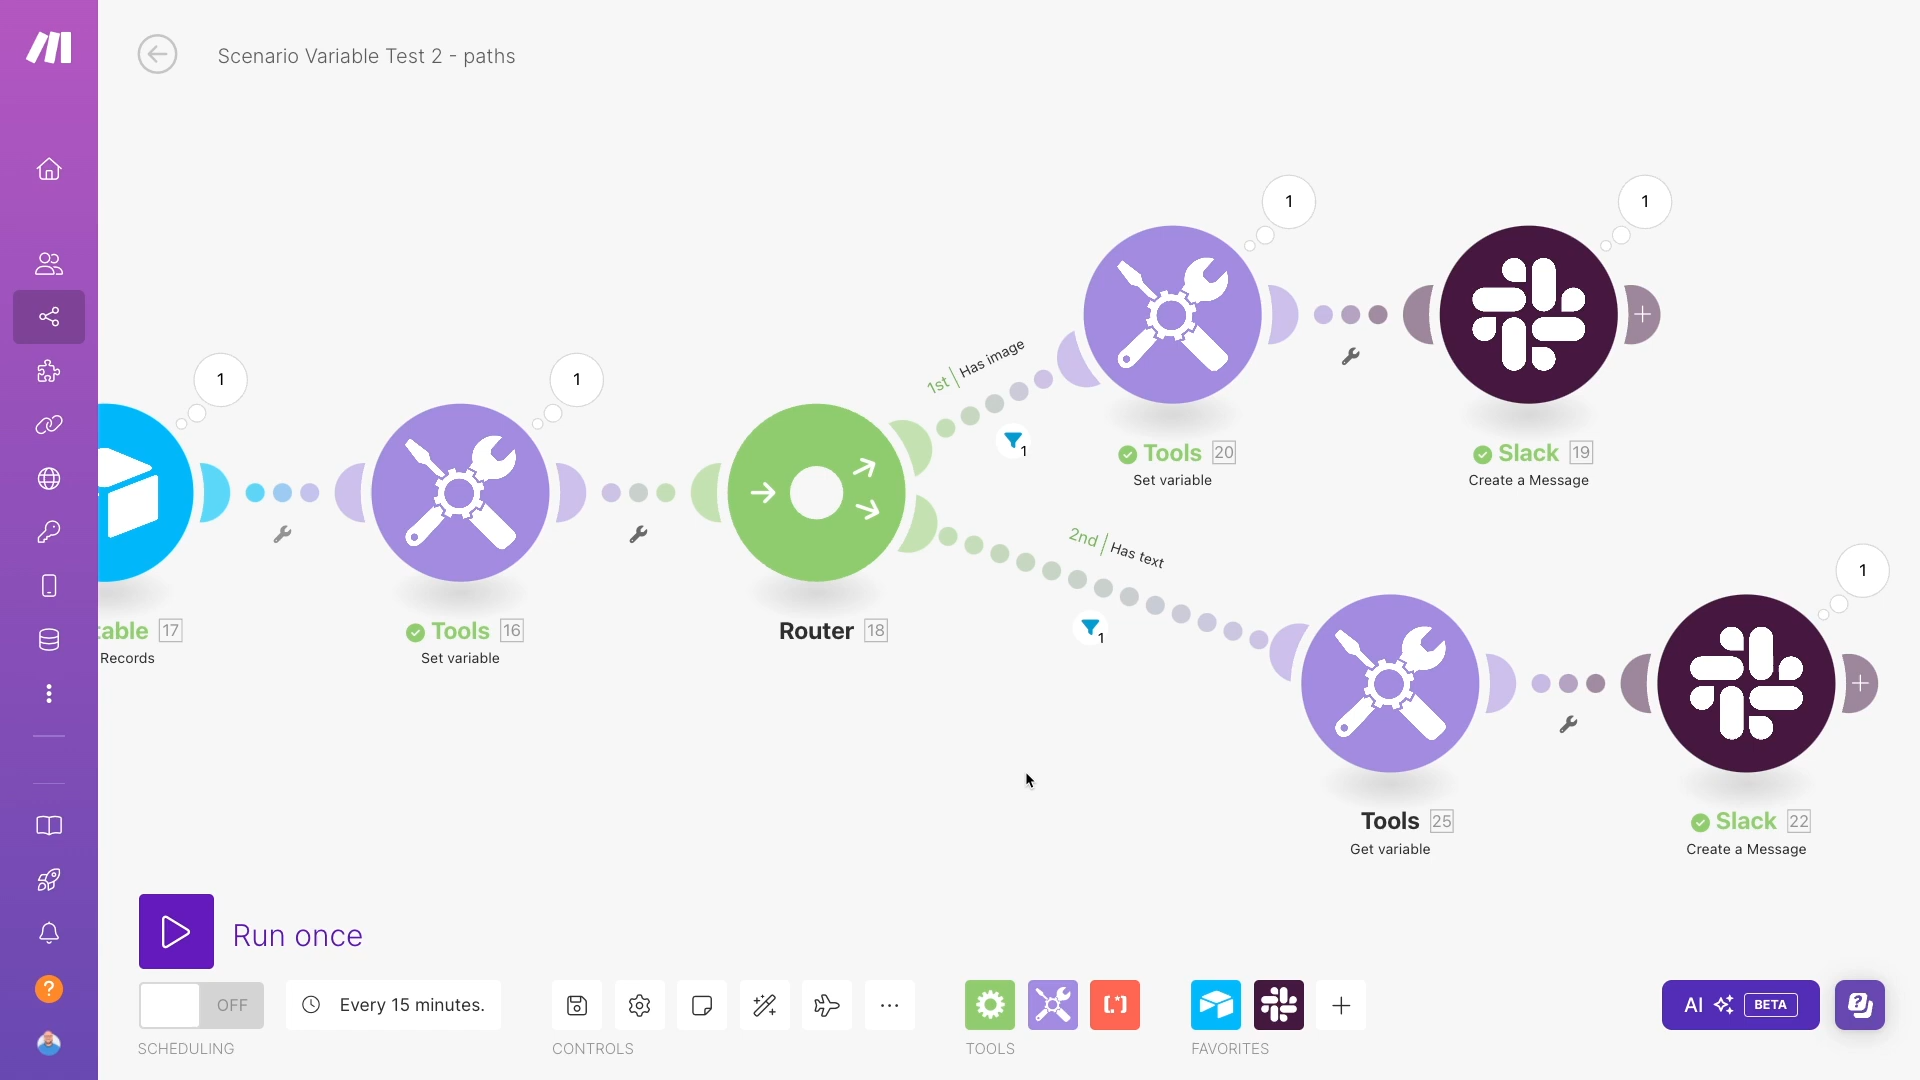 Scenario Variable Test 2 - paths
1
1
1st | Has image
1
1
1
Tools 20
Set variable
Slack 19
Create a Message
2nd | Has text
1
1
table 17
Records
Tools 16
Set variable
Router 18
Tools 25
Get variable
Slack 22
Create a Message
Run once
OFF
Every 15 minutes.
AI BETA
SCHEDULING
CONTROLS
TOOLS
FAVORITES